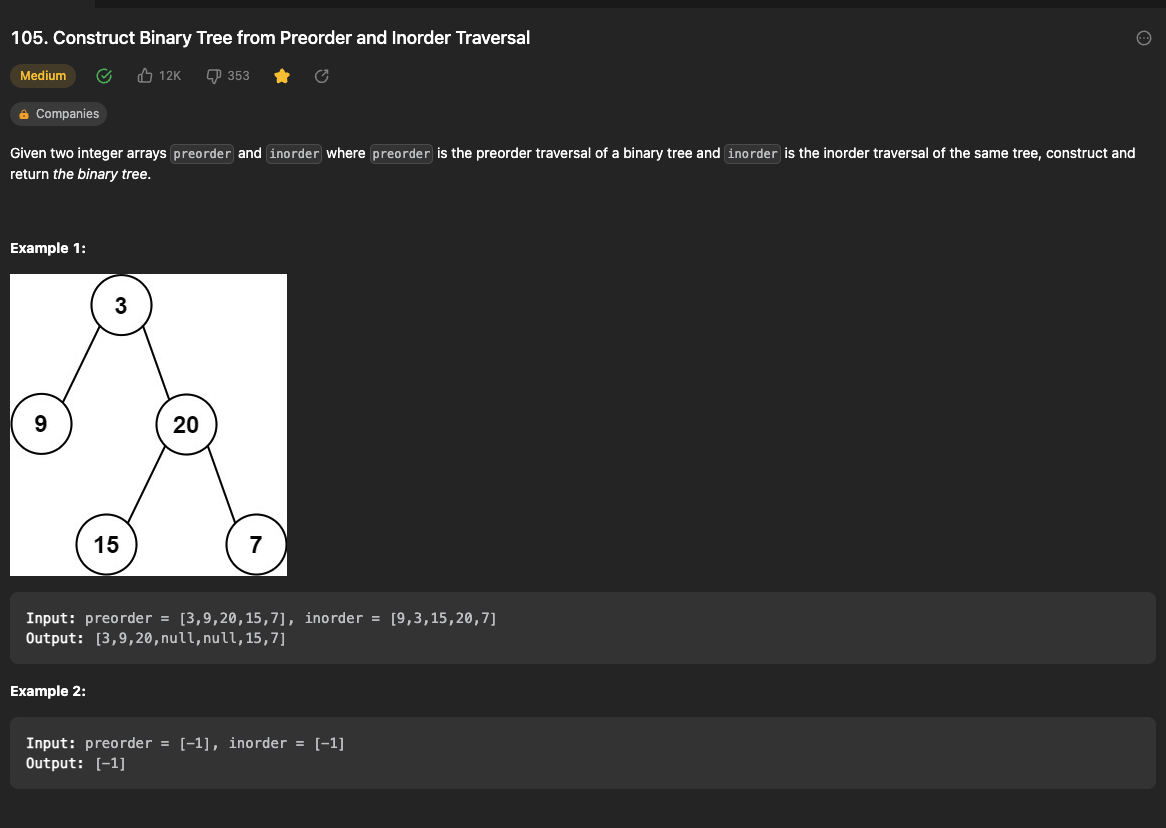 105. Construct Binary Tree from Preorder and Inorder Traversal
Medium 12K 353
Companies
Given two integer arrays preorder and inorder where preorder is the preorder traversal of a binary tree and inorder is the inorder traversal of the same tree, construct and
return the binary tree.
Example 1:
3
9 20
15 7
Input: preorder = [3,9,20,15,7], inorder = [9,3,15,20,7]
Output: [3,9,20,null,null,15,7]
Example 2:
Input: preorder = [-1], inorder = [-1]
Output: [-1]